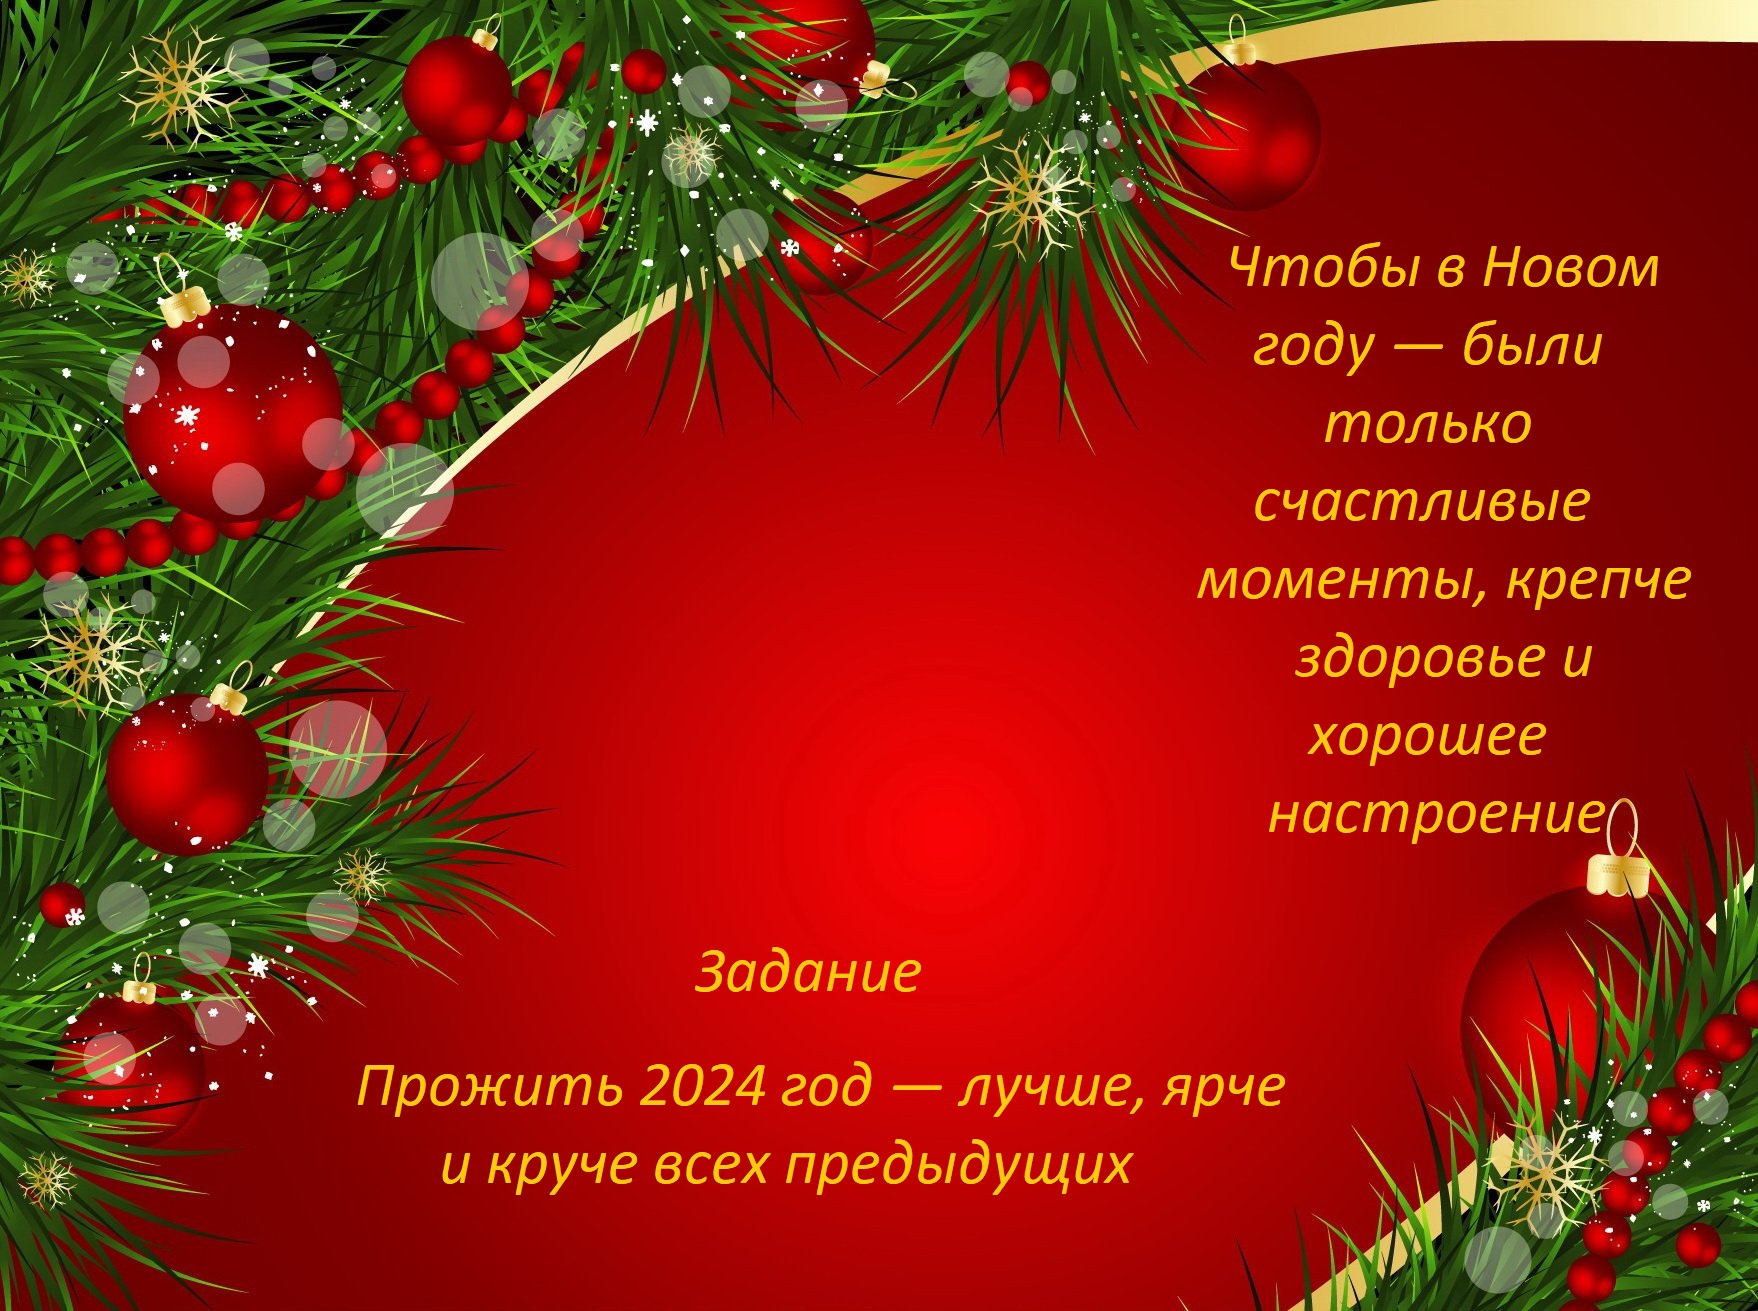 Чтобы в Новом
году — были
только
счастливые
моменты, крепче
здоровье и
хорошее
настроение
Задание
Прожить 2024 год — лучше, ярче
и круче всех предыдущих